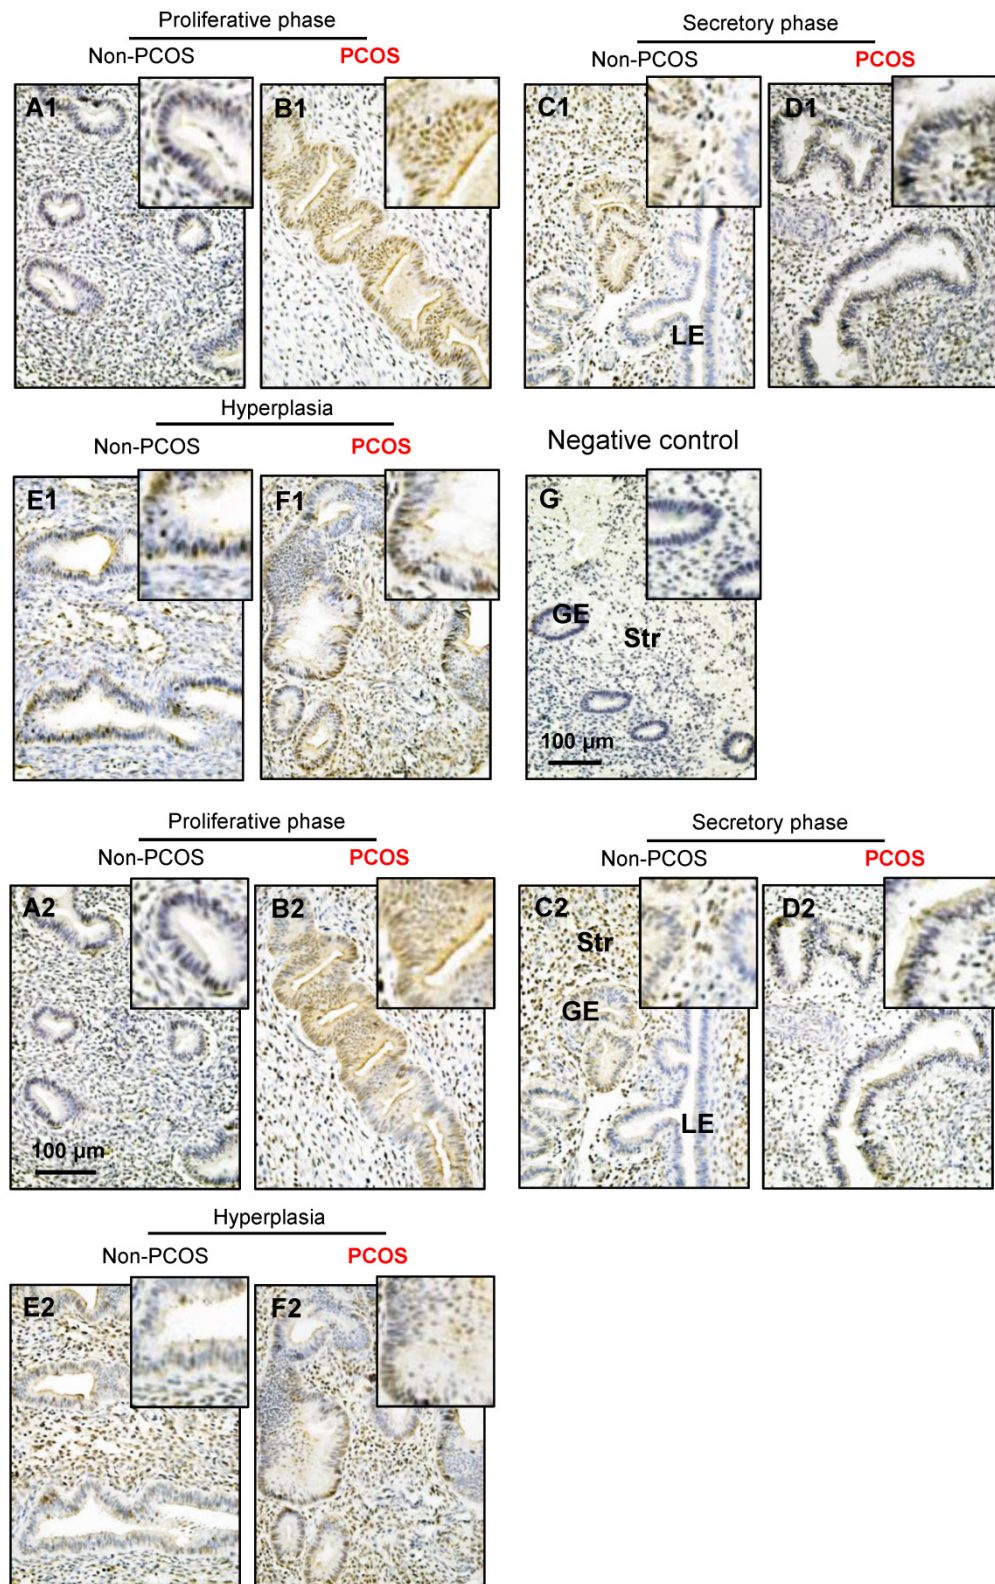 Proliferative phase
Non-PCOS PCOS
Secretory phase
Non-PCOS PCOS
A1
B1
C1
D1
LE
Hyperplasia
Non-PCOS PCOS
Negative control
E1
F1
G
GE
Str
100 µm
Proliferative phase
Non-PCOS PCOS
Secretory phase
Non-PCOS PCOS
A2
B2
C2
D2
Str
GE
LE
100 µm
Hyperplasia
Non-PCOS PCOS
E2
F2